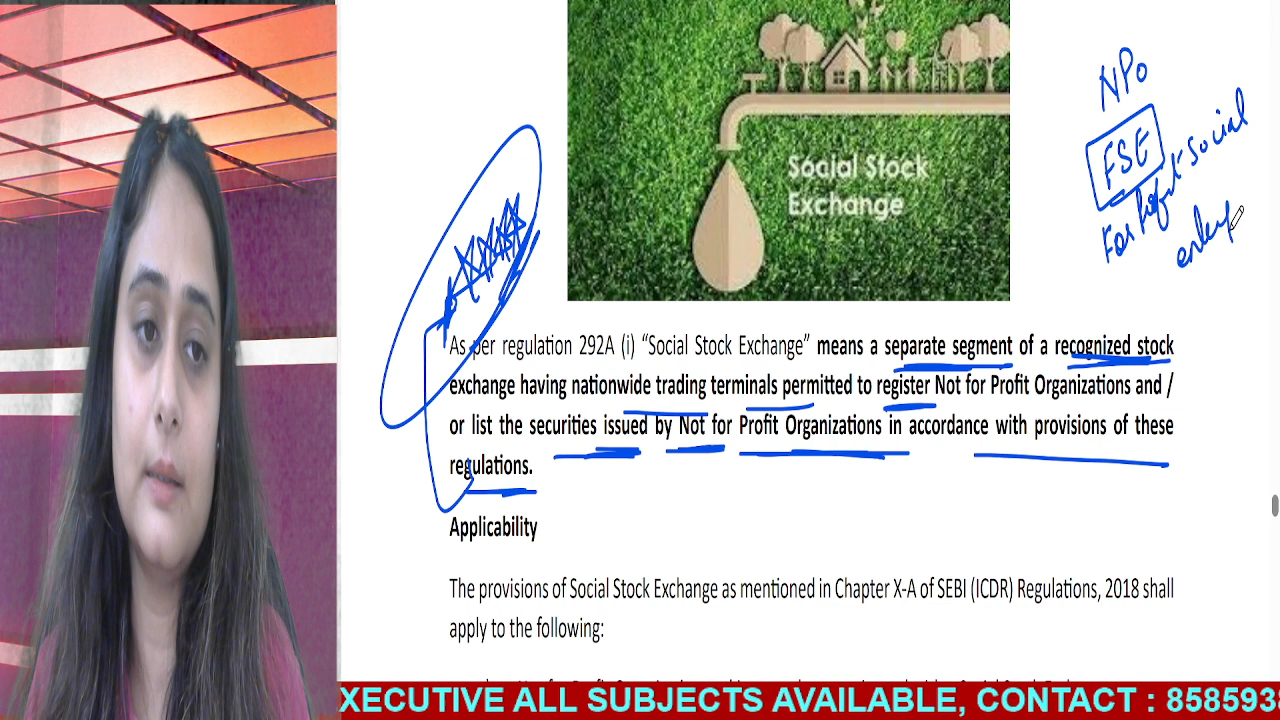 NPO
FSE
For Profit Social
Social Stock
Exchange
As per regulation 292A (i) “Social Stock Exchange” means a separate segment of a recognized stock
exchange having nationwide trading terminals permitted to register Not for Profit Organizations and /
or list the securities issued by Not for Profit Organizations in accordance with provisions of these
regulations.
Applicability
The provisions of Social Stock Exchange as mentioned in Chapter X-A of SEBI (ICDR) Regulations, 2018 shall
apply to the following:
XECUTIVE ALL SUBJECTS AVAILABLE, CONTACT : 858593